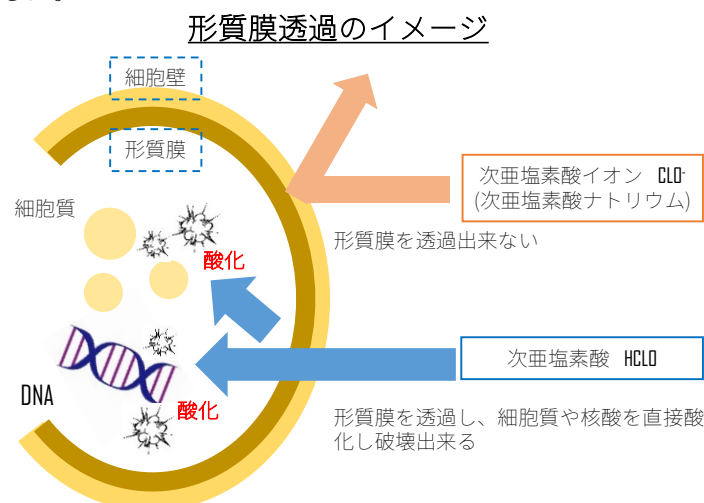 形質膜透過のイメージ
細胞壁
形質膜
細胞質
酸化
次亜塩素酸イオン CLO-
(次亜塩素酸ナトリウム)
形質膜を透過出来ない
次亜塩素酸 HCLO
DNA
酸化
形質膜を透過し、細胞質や核酸を直接酸
化し破壊出来る